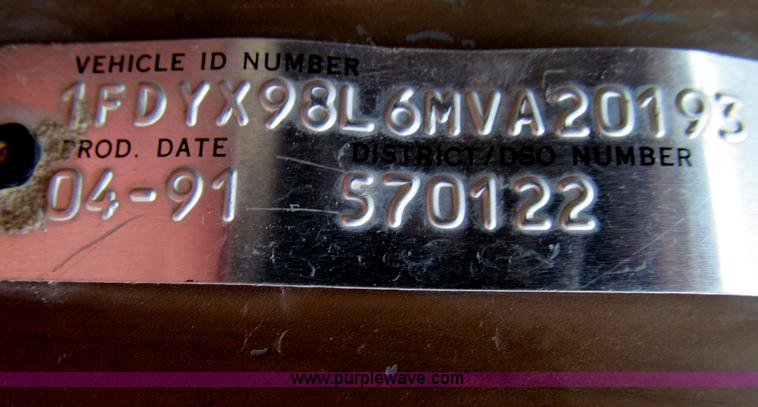 VEHICLE ID NUMBER
1FDYX98L6MVA20193
PROD. DATE DISTRICT/DSO NUMBER
04-91 570122
www.purplewave.com